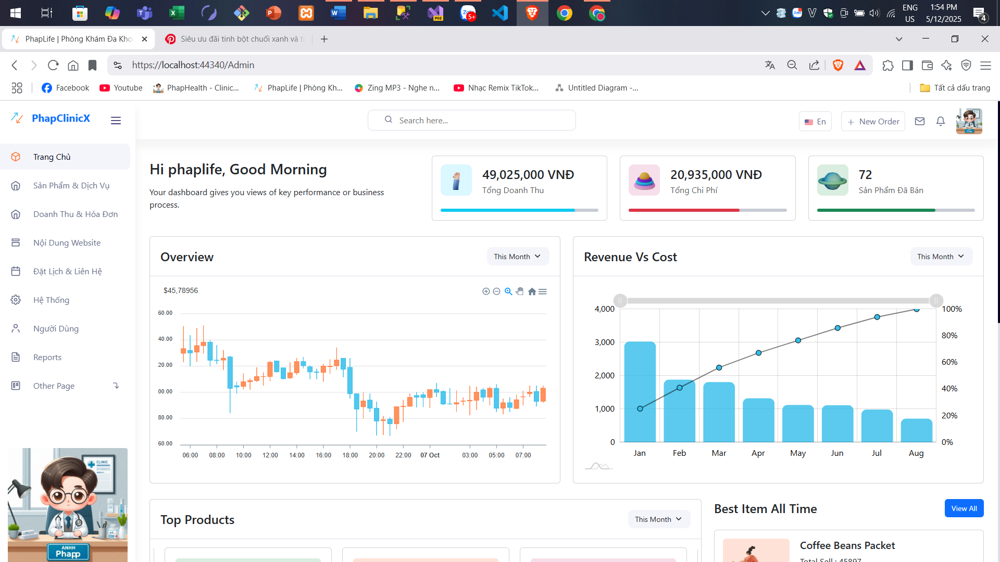 ENG
1:54 PM
US
5/12/2025
4
5+
PRE
PhapLife | Phòng Khám Đa Kho
Siêu ưu đãi tinh bột chuối xanh và ti
https://localhost:44340/Admin
Facebook
Youtube
PhapHealth - Clinic...
PhapLife | Phòng Kh...
Zing MP3 - Nghe n...
Nhạc Remix TikTok...
Untitled Diagram -...
Tất cả dấu trang
PhapClinicX
Search here...
En
New Order
Trang Chủ
Sản Phẩm & Dịch Vụ
Doanh Thu & Hóa Đơn
Nội Dung Website
Đặt Lịch & Liên Hệ
Hệ Thống
Người Dùng
Reports
Other Page
CLINIC
ANHH
Phapp
Hi phaplife, Good Morning
Your dashboard gives you views of key performance or business
process.
49,025,000 VNĐ
Tổng Doanh Thu
20,935,000 VNĐ
Tổng Chi Phí
72
Sản Phẩm Đã Bán
Overview
This Month
$45,78956
60.00
40.00
20.00
00.00
80.00
60.00
06:00 08:00 10:00 12:00 14:00 16:00 18:00 20:00 22:00 07 Oct 03:00 05:00 07:00
Revenue Vs Cost
This Month
4,000
3,000
2,000
1,000
0
100%
80%
60%
40%
20%
0%
Jan Feb Mar Apr May Jun Jul Aug
Top Products
This Month
Best Item All Time
View All
Coffee Beans Packet
Total Sell : 45897